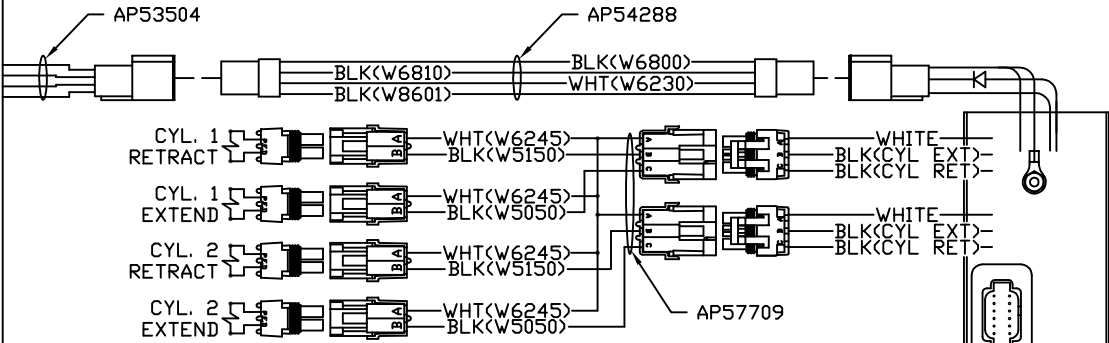 AP53504
AP54288
BLK(W6800)
BLK(W6810)
WHT(W6230)
BLK(W8601)
CYL. 1
RETRACT
A
B
WHT(W6245)
BLK(W5150)
A
B
C
A
B
C
WHITE
BLK(CYL EXT)
BLK(CYL RET)
CYL. 1
EXTEND
A
B
WHT(W6245)
BLK(W5050)
A
B
C
A
B
C
WHITE
BLK(CYL EXT)
BLK(CYL RET)
CYL. 2
RETRACT
A
B
WHT(W6245)
BLK(W5150)
CYL. 2
EXTEND
A
B
WHT(W6245)
BLK(W5050)
AP57709